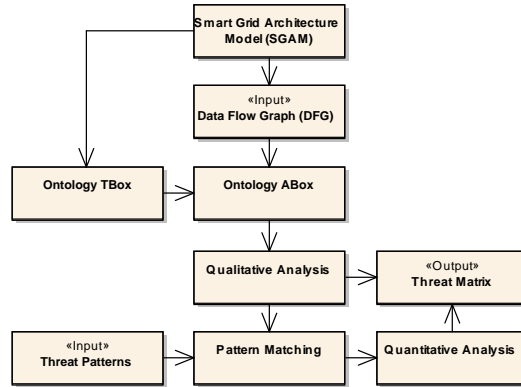 Smart Grid Architecture
Model (SGAM)
«Input»
Data Flow Graph (DFG)
Ontology TBox
Ontology ABox
Qualitative Analysis
«Output»
Threat Matrix
«Input»
Threat Patterns
Pattern Matching
Quantitative Analysis